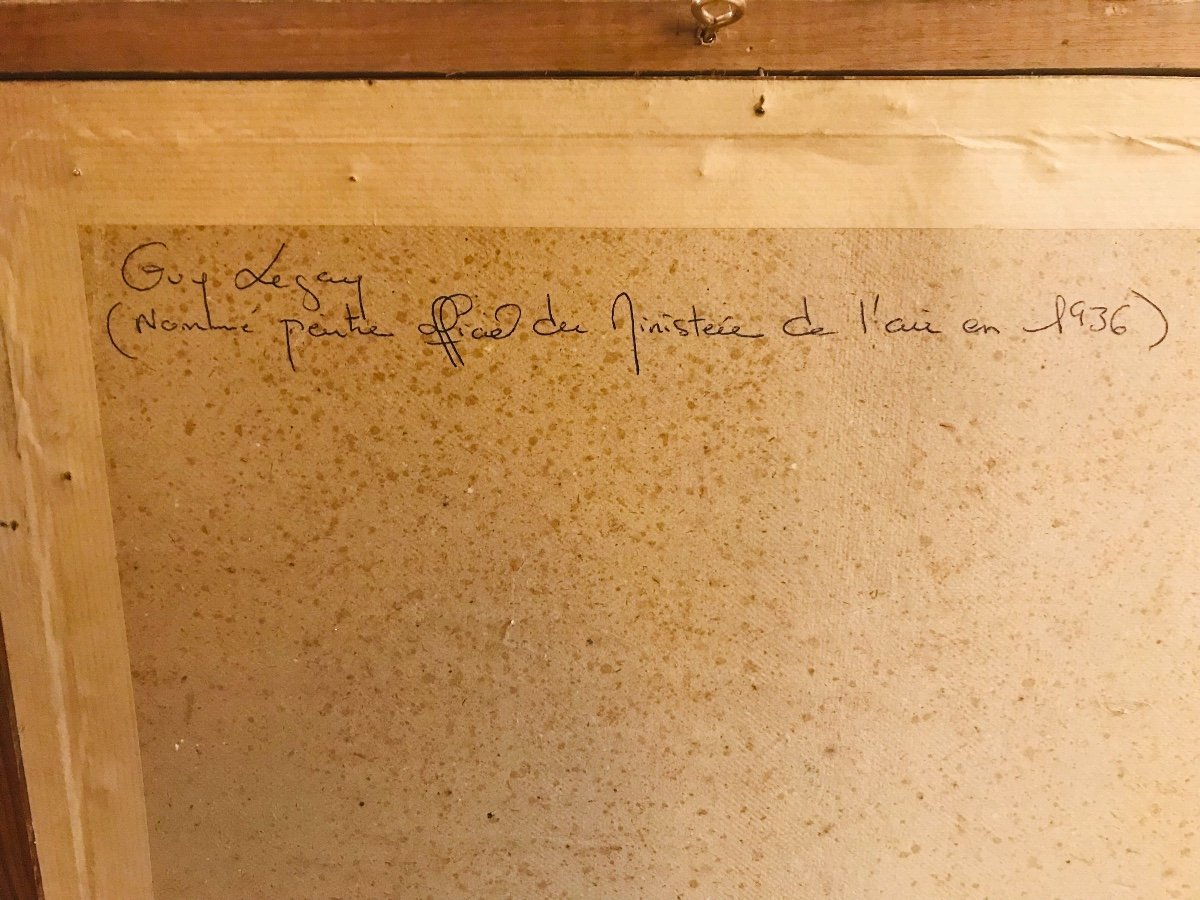 Guy Legay
(Nommé peintre officiel du Ministère de l'air en 1936)